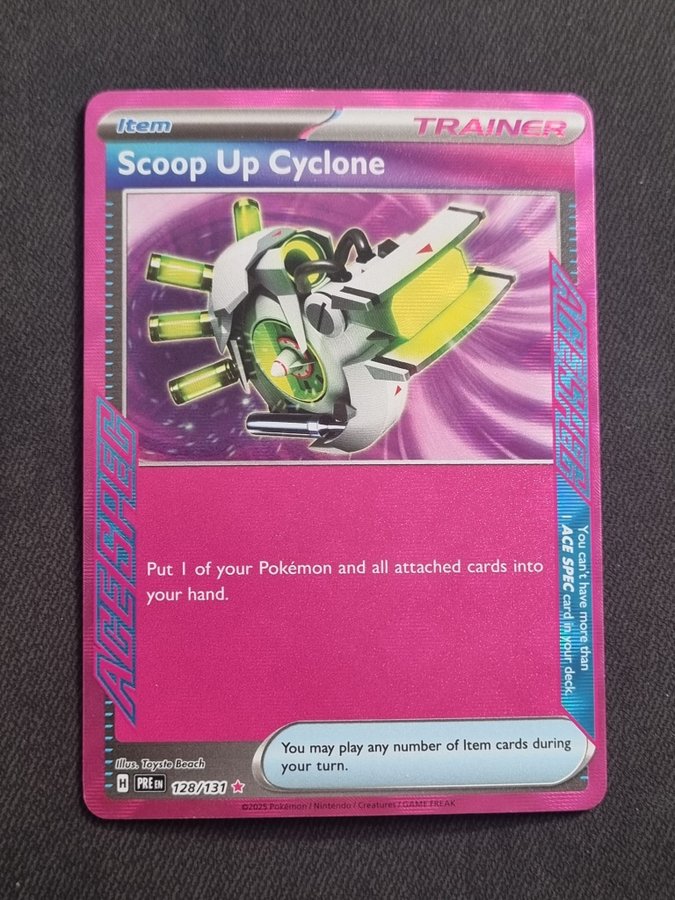 Item
TRAINER
Scoop Up Cyclone
ACE SPEC
ACE SPEC
Put 1 of your Pokémon and all attached cards into
your hand.
You can't have more than
1 ACE SPEC card in your deck.
You may play any number of Item cards during
your turn.
Illus. Toyste Beach
H PRE EN 128/131
©2025 Pokémon / Nintendo / Creatures / GAME FREAK